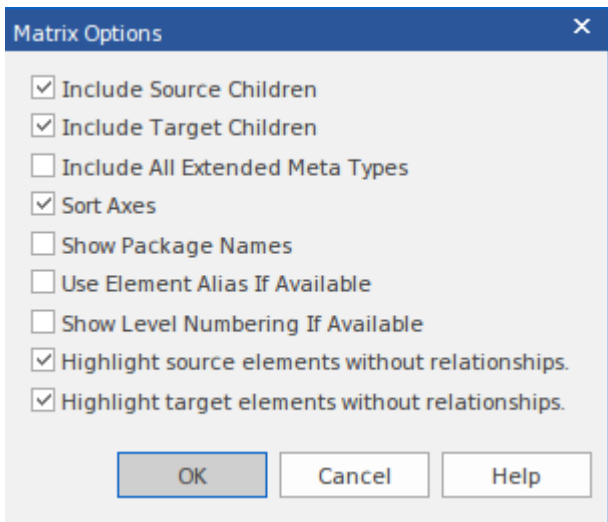 Matrix Options
Include Source Children
Include Target Children
Include All Extended Meta Types
Sort Axes
Show Package Names
Use Element Alias If Available
Show Level Numbering If Available
Highlight source elements without relationships.
Highlight target elements without relationships.
OK Cancel Help